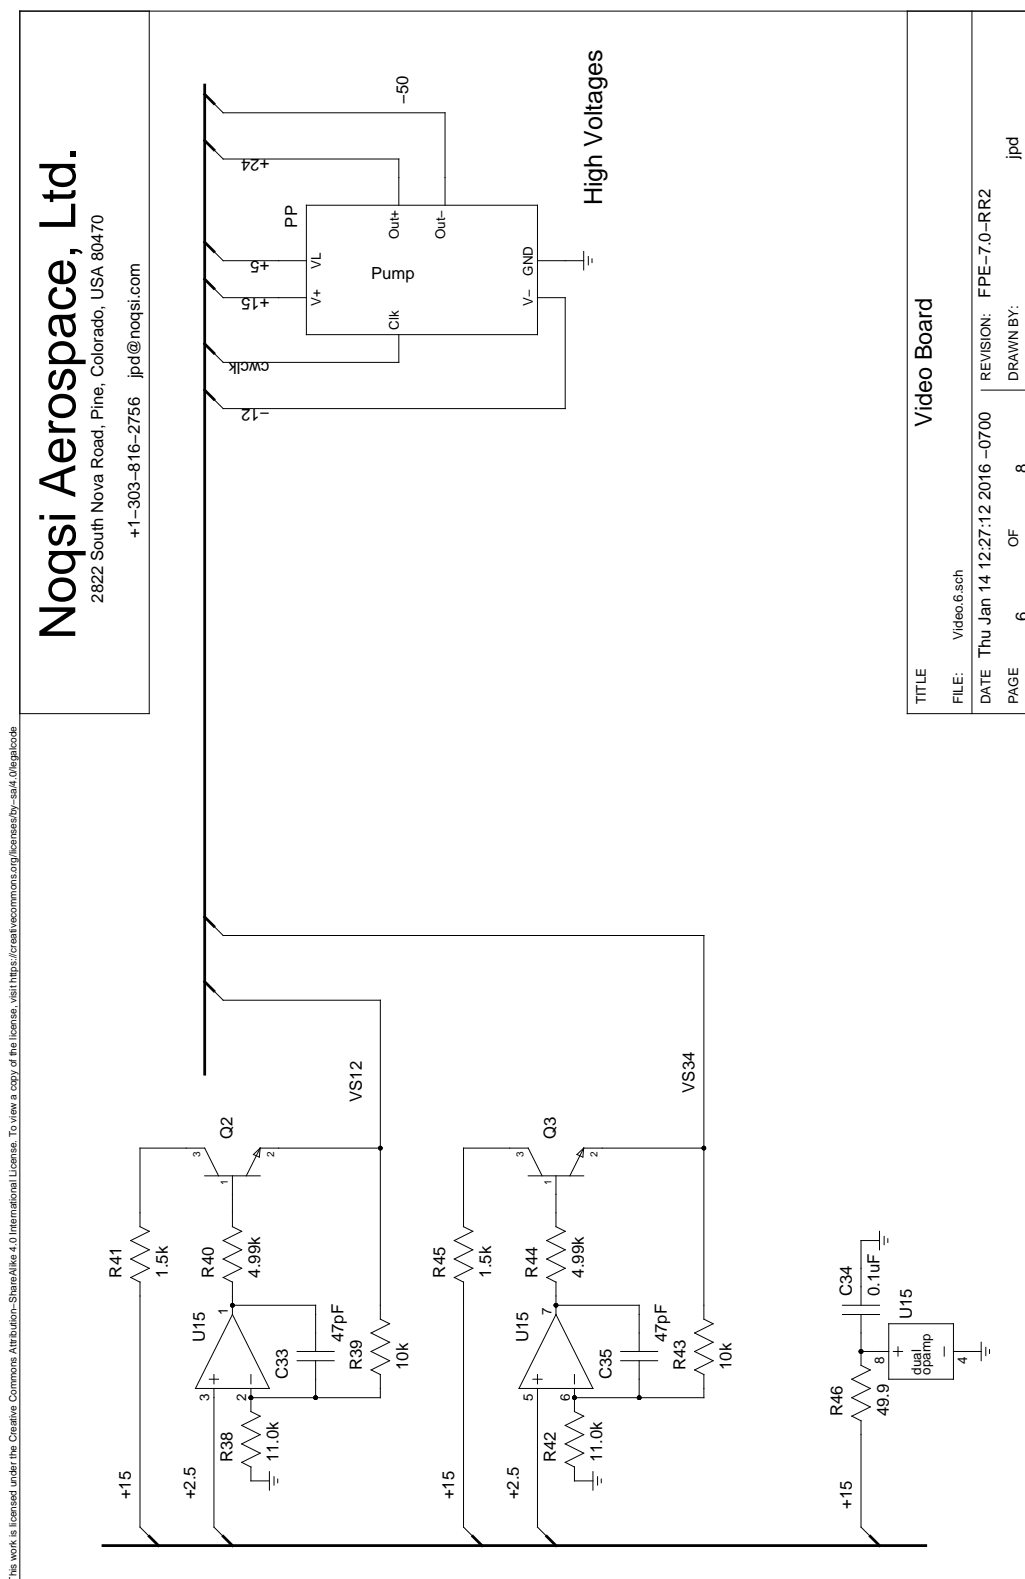 This work is licensed under the Creative Commons Attribution−ShareAlike 4.0 International License. To view a copy of the license, visit https://creativecommons.org/licenses/by−sa/4.0/legalcode
Noqsi Aerospace, Ltd.
2822 South Nova Road, Pine, Colorado, USA 80470
+1−303−816−2756 jpd@noqsi.com
−12
cwclk
+15
+5
+24
−50
PP
V+
VL
Clk
Pump
Out+
Out−
V−
GND
High Voltages
+15
R41
1.5k
Q2
3
1
2
+2.5
R40
4.99k
U15
3
2
1
R38
11.0k
C33
47pF
R39
10k
VS12
+15
R45
1.5k
Q3
3
1
2
+2.5
R44
4.99k
U15
5
6
7
R42
11.0k
C35
47pF
R43
10k
VS34
+15
R46
49.9
C34
0.1uF
U15
8
+
dual
opamp
−
4
TITLE
Video Board
FILE: Video.6.sch
REVISION: FPE−7.0−RR2
DATE Thu Jan 14 12:27:12 2016 −0700
DRAWN BY: jpd
PAGE 6 OF 8